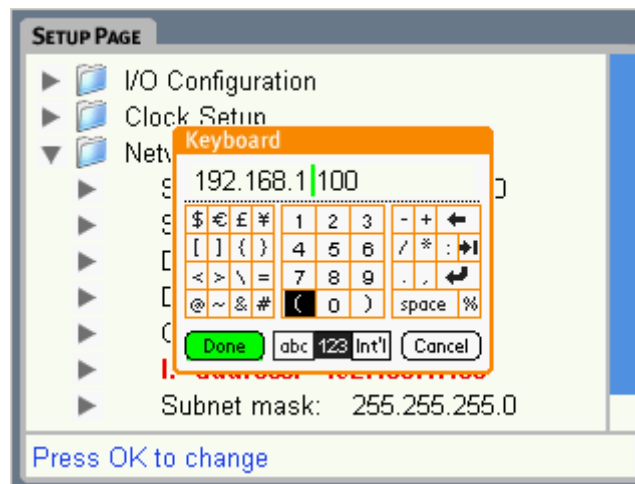 SETUP PAGE
I/O Configuration
Clock Setup
Keyboard
192.168.1 100
$ € £ ¥ 1 2 3 - +
[ ] { } 4 5 6 / * :
< > \ = 7 8 9 . ,
@ ~ & # ( 0 ) space %
Done abc 123 Int'l Cancel
Subnet mask: 255.255.255.0
Press OK to change